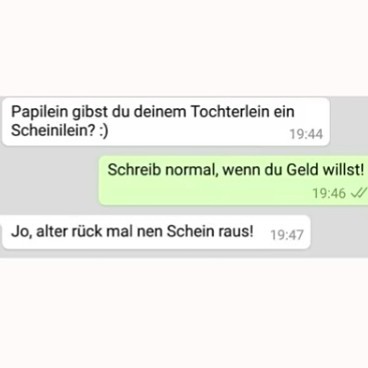 Papilein gibst du deinem Tochterlein ein
Scheinilein? :)
19:44
Schreib normal, wenn du Geld willst!
19:46
Jo, alter rück mal nen Schein raus!
19:47